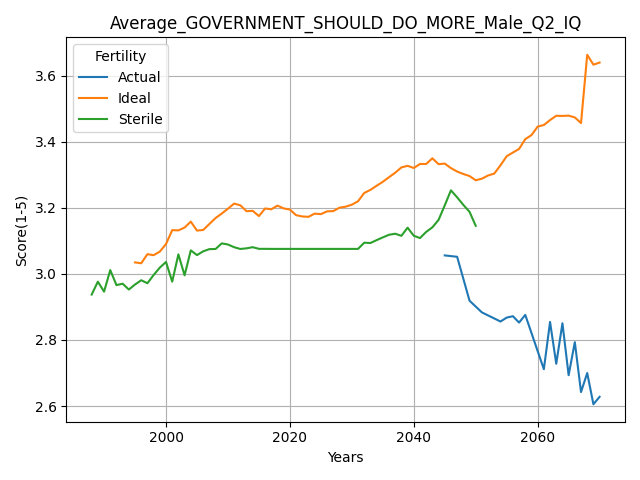 Average_GOVERNMENT_SHOULD_DO_MORE_Male_Q2_IQ
Fertility
Actual
Ideal
Sterile
Score(1-5)
3.6
3.4
3.2
3.0
2.8
2.6
2000
2020
2040
2060
Years